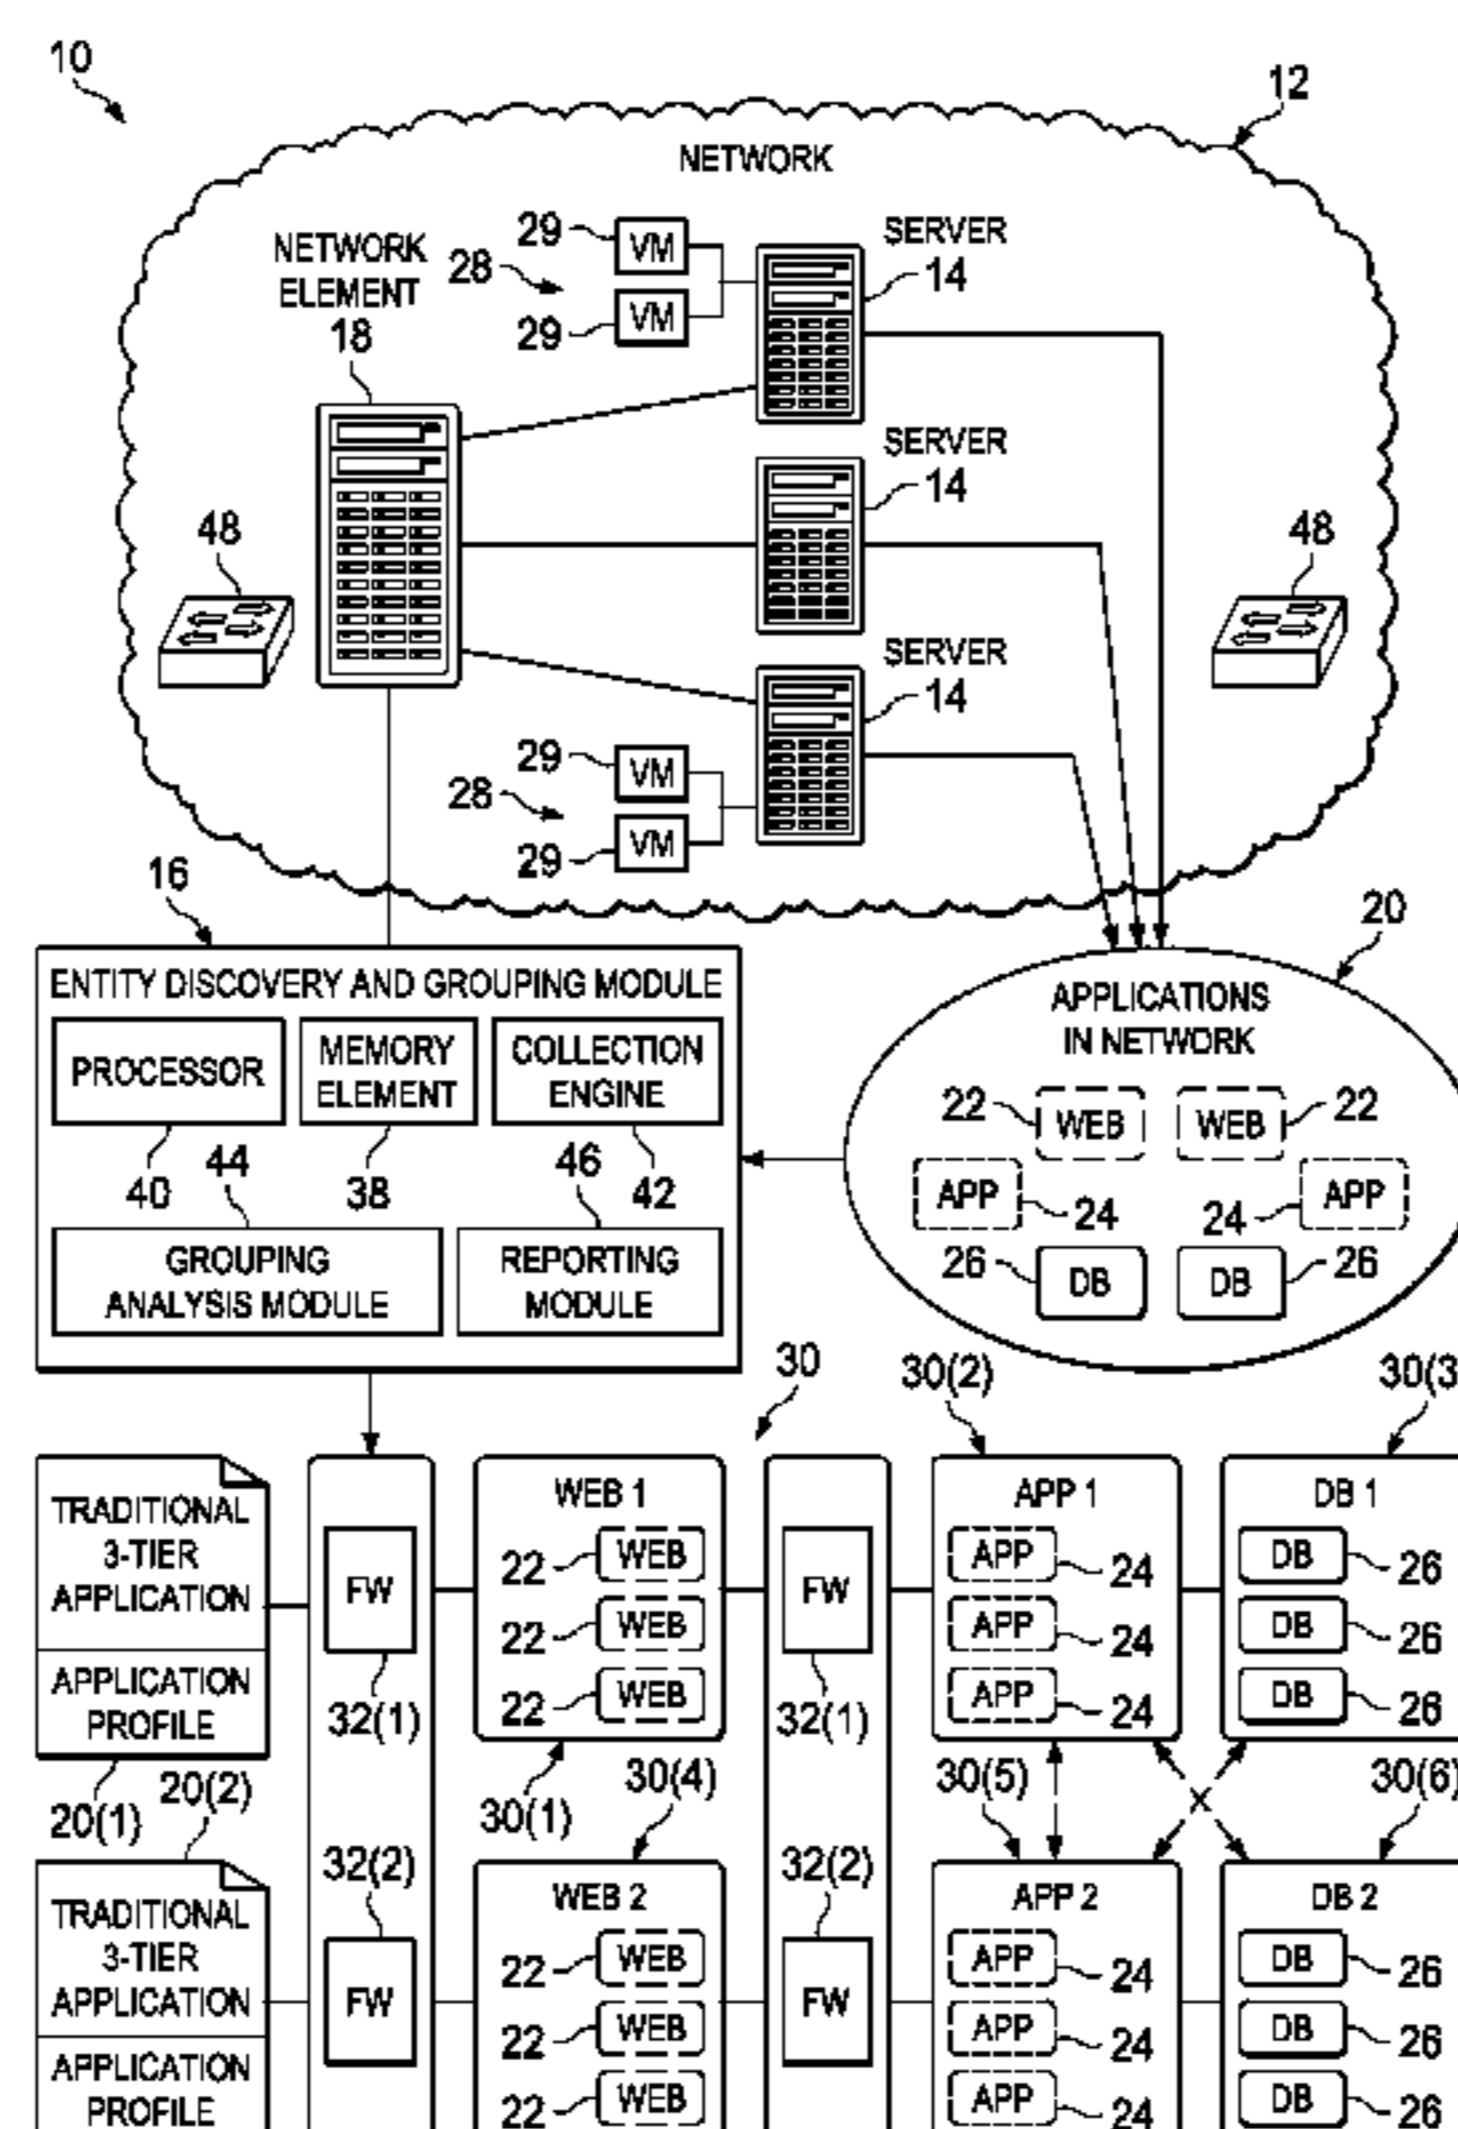 10
12
NETWORK
NETWORK
ELEMENT
18
29
VM
28
29
VM
SERVER
14
SERVER
14
48
48
SERVER
14
29
VM
28
29
VM
16
20
ENTITY DISCOVERY AND GROUPING MODULE
PROCESSOR
MEMORY
ELEMENT
COLLECTION
ENGINE
40
44
38
46
42
GROUPING
ANALYSIS MODULE
REPORTING
MODULE
APPLICATIONS
IN NETWORK
22
WEB
WEB
22
APP
24
24
APP
26
DB
DB
26
30
30(2)
30(3
TRADITIONAL
3-TIER
APPLICATION
APPLICATION
PROFILE
20(1)
FW
32(1)
WEB 1
22
WEB
22
WEB
22
WEB
30(1)
FW
32(1)
APP 1
APP
24
APP
24
APP
24
DB 1
DB
26
DB
26
DB
26
20(2)
30(4)
30(5)
30(6)
TRADITIONAL
3-TIER
APPLICATION
APPLICATION
PROFILE
32(2)
FW
WEB 2
22
WEB
22
WEB
22
WEB
32(2)
FW
APP 2
APP
24
APP
24
APP
24
DB 2
DB
26
DB
26
DB
26